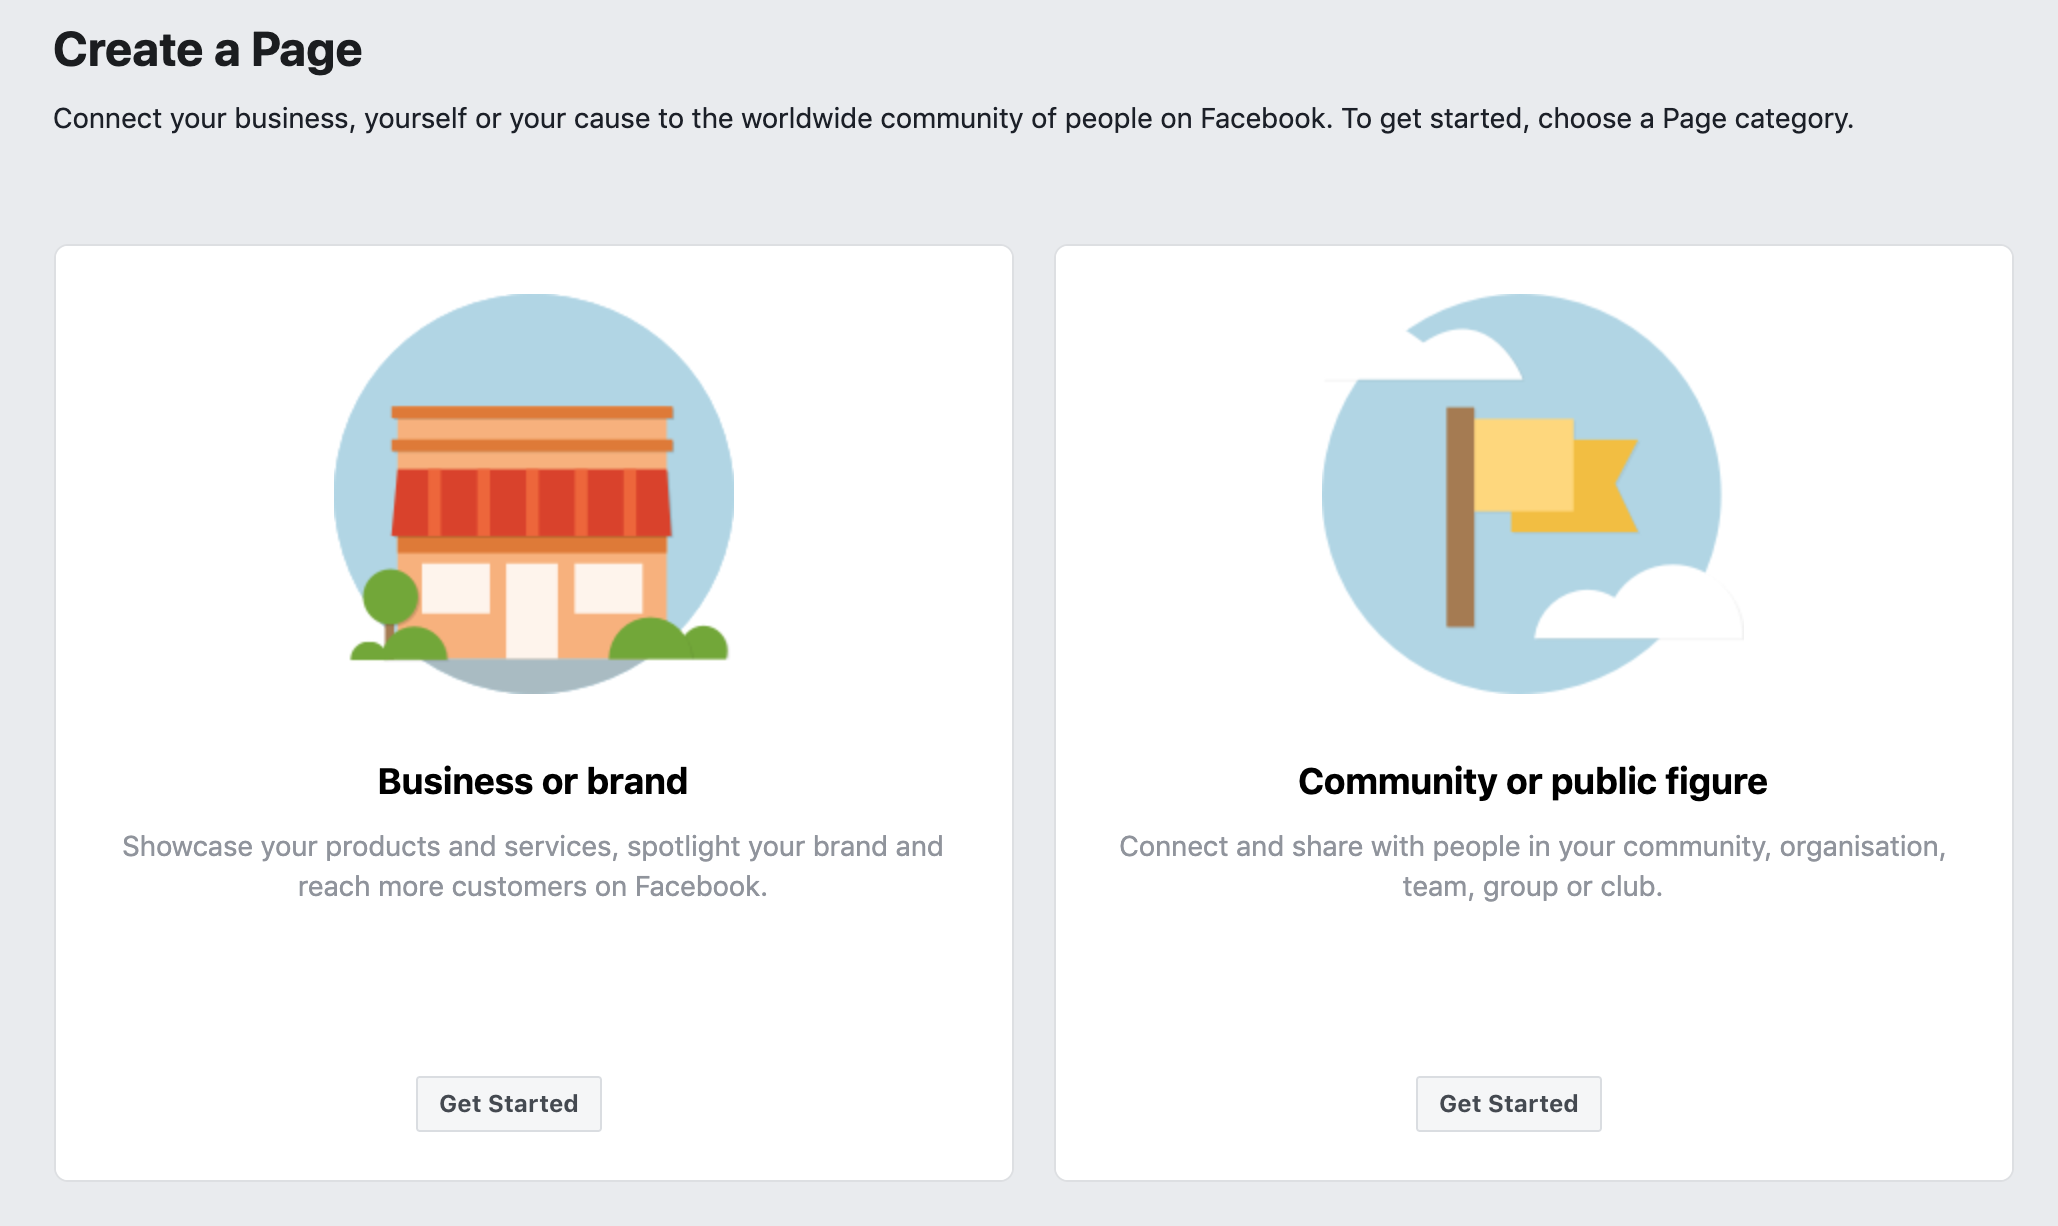 Create a Page
Connect your business, yourself or your cause to the worldwide community of people on Facebook. To get started, choose a Page category.
Business or brand
Showcase your products and services, spotlight your brand and
reach more customers on Facebook.
Get Started
Community or public figure
Connect and share with people in your community, organisation,
team, group or club.
Get Started